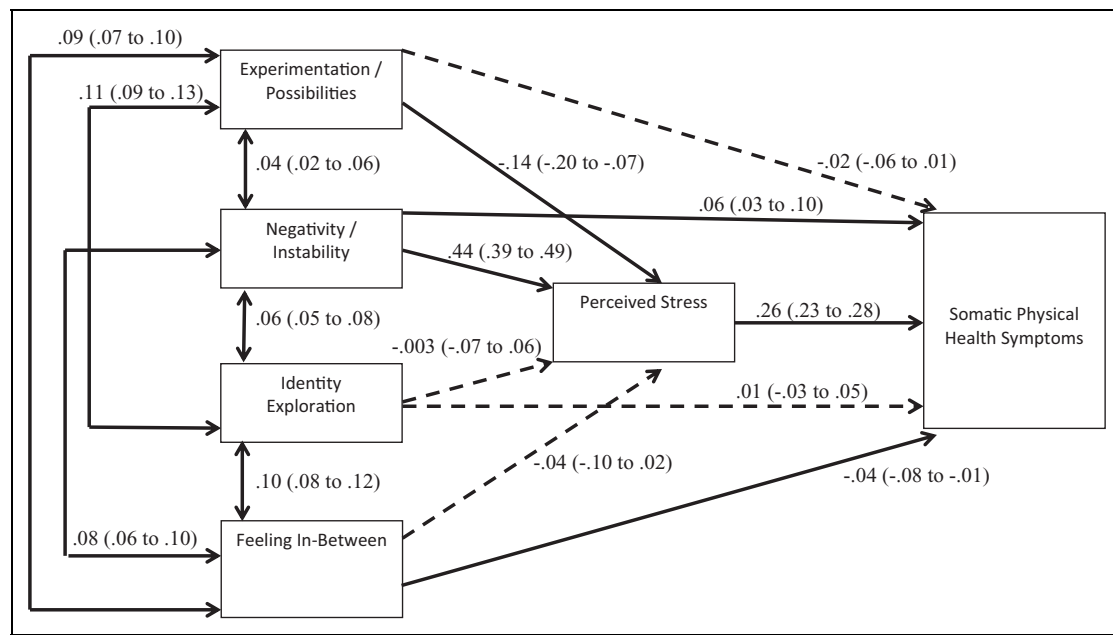 .09 (.07 to .10)
Experimentation /
Possibilities
.11 (.09 to .13)
-.02 (-.06 to .01)
.04 (.02 to .06)
-.14 (-.20 to -.07)
.06 (.03 to .10)
Negativity /
Instability
.44 (.39 to .49)
Perceived Stress
.26 (.23 to .28)
Somatic Physical
Health Symptoms
.06 (.05 to .08)
-.003 (-.07 to .06)
Identity
Exploration
.01 (-.03 to .05)
-.04 (-.10 to .02)
-.04 (-.08 to -.01)
.10 (.08 to .12)
.08 (.06 to .10)
Feeling In-Between